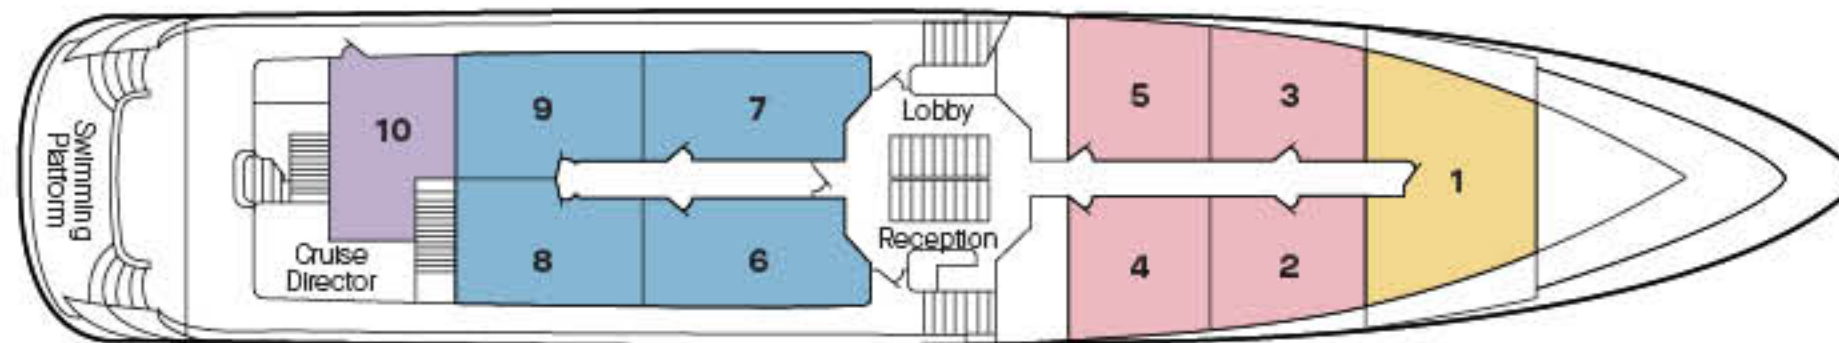 Swimming
Platform
10
9
7
Lobby
5
3
1
Cruise
Director
8
6
Reception
4
2